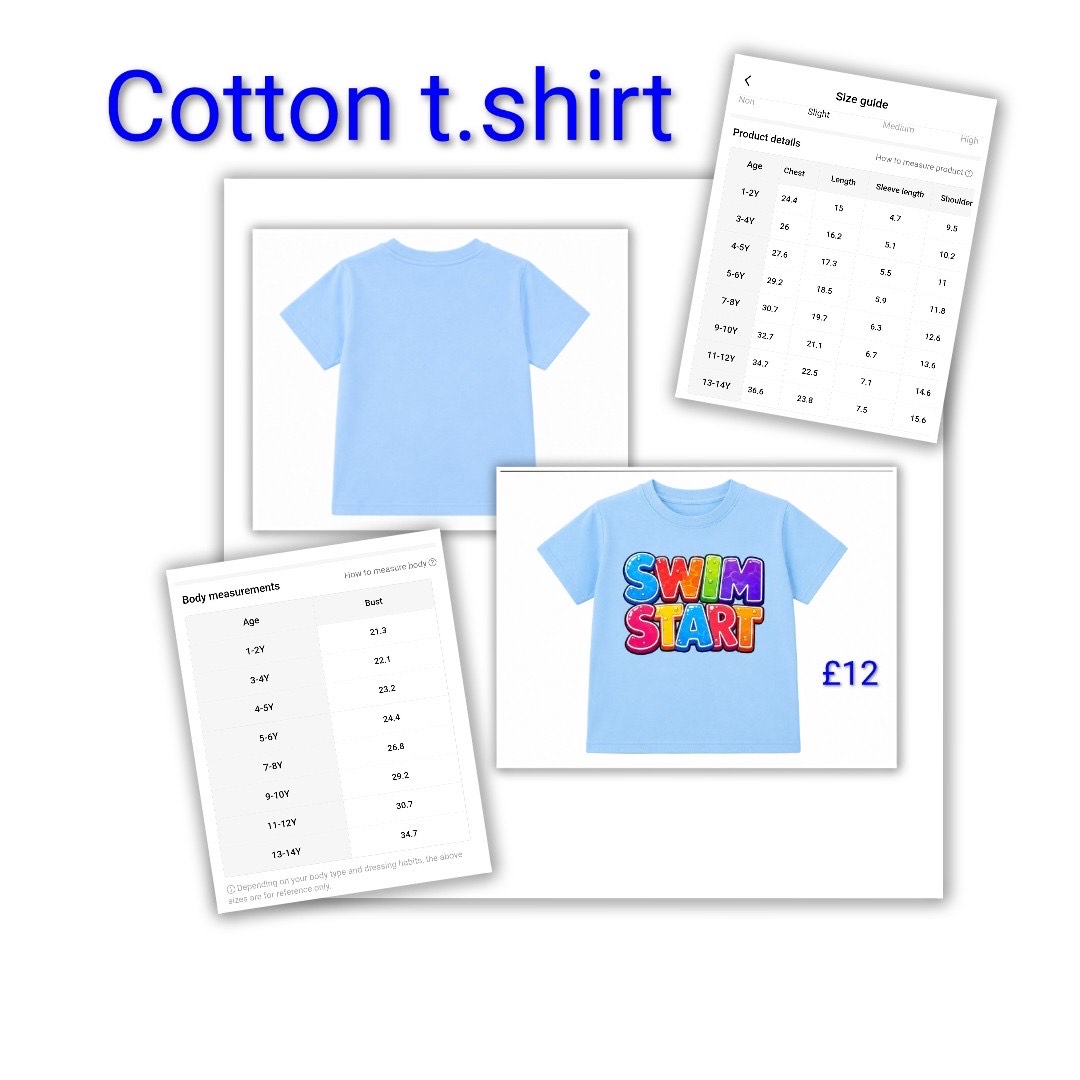 Cotton t.shirt
Size guide
Non Slight Medium High
Product details
How to measure product
Age Chest Length Sleeve length Shoulder
1-2Y 24.4 15 4.7 9.5
3-4Y 26 16.2 5.1 10.2
4-5Y 27.6 17.3 5.5 11
5-6Y 29.2 18.5 5.9 11.8
7-8Y 30.7 19.7 6.3 12.6
9-10Y 32.7 21.1 6.7 13.6
11-12Y 34.7 22.5 7.1 14.6
13-14Y 36.6 23.8 7.5 15.6
SWIM
START
£12
How to measure body
Body measurements
Age Bust
1-2Y 21.3
3-4Y 22.1
4-5Y 23.2
5-6Y 24.4
7-8Y 26.8
9-10Y 29.2
11-12Y 30.7
13-14Y 34.7
Depending on your body type and dressing habits, the above
sizes are for reference only.